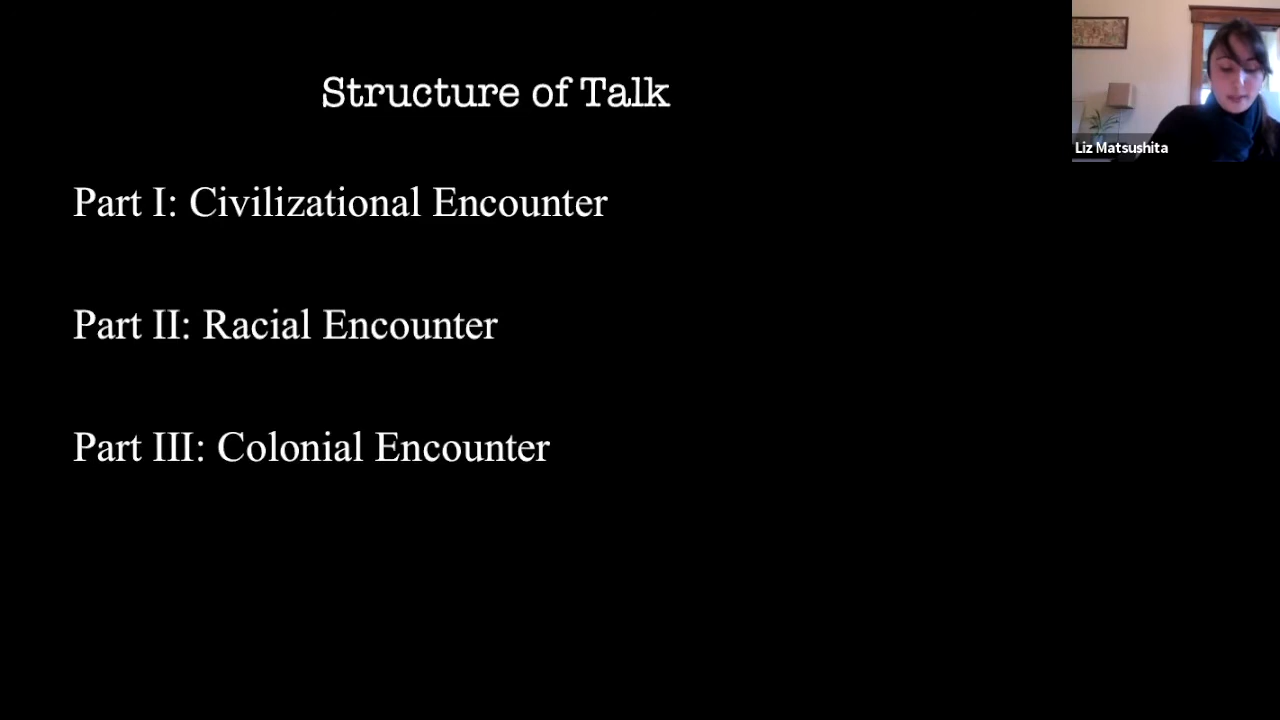 Structure of Talk
Liz Matsushita
Part I: Civilizational Encounter
Part II: Racial Encounter
Part III: Colonial Encounter